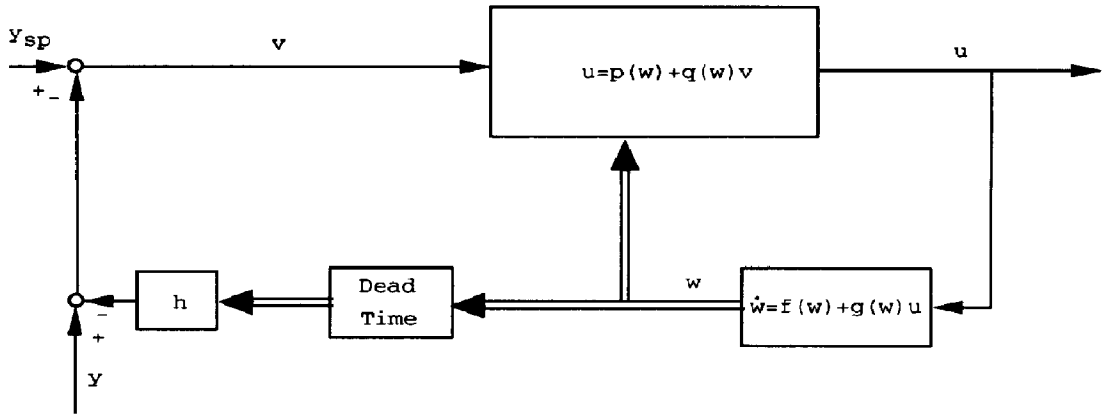 y_sp
v
u=p(w)+q(w)v
u
+ -
w
Dead
Time
h
ẇ=f(w)+g(w)u
-
+
y